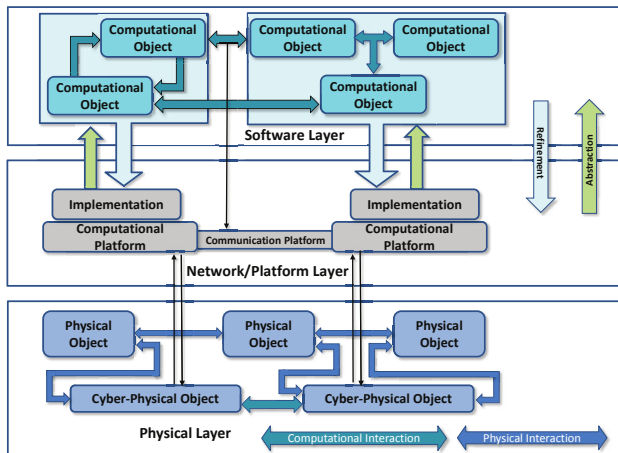 Computational
Object
Computational
Object
Computational
Object
Computational
Object
Computational
Object
Software Layer
Refinement
Abstraction
Implementation
Implementation
Computational
Platform
Communication Platform
Computational
Platform
Network/Platform Layer
Physical
Object
Physical
Object
Physical
Object
Cyber-Physical Object
Cyber-Physical Object
Physical Layer
Computational Interaction
Physical Interaction